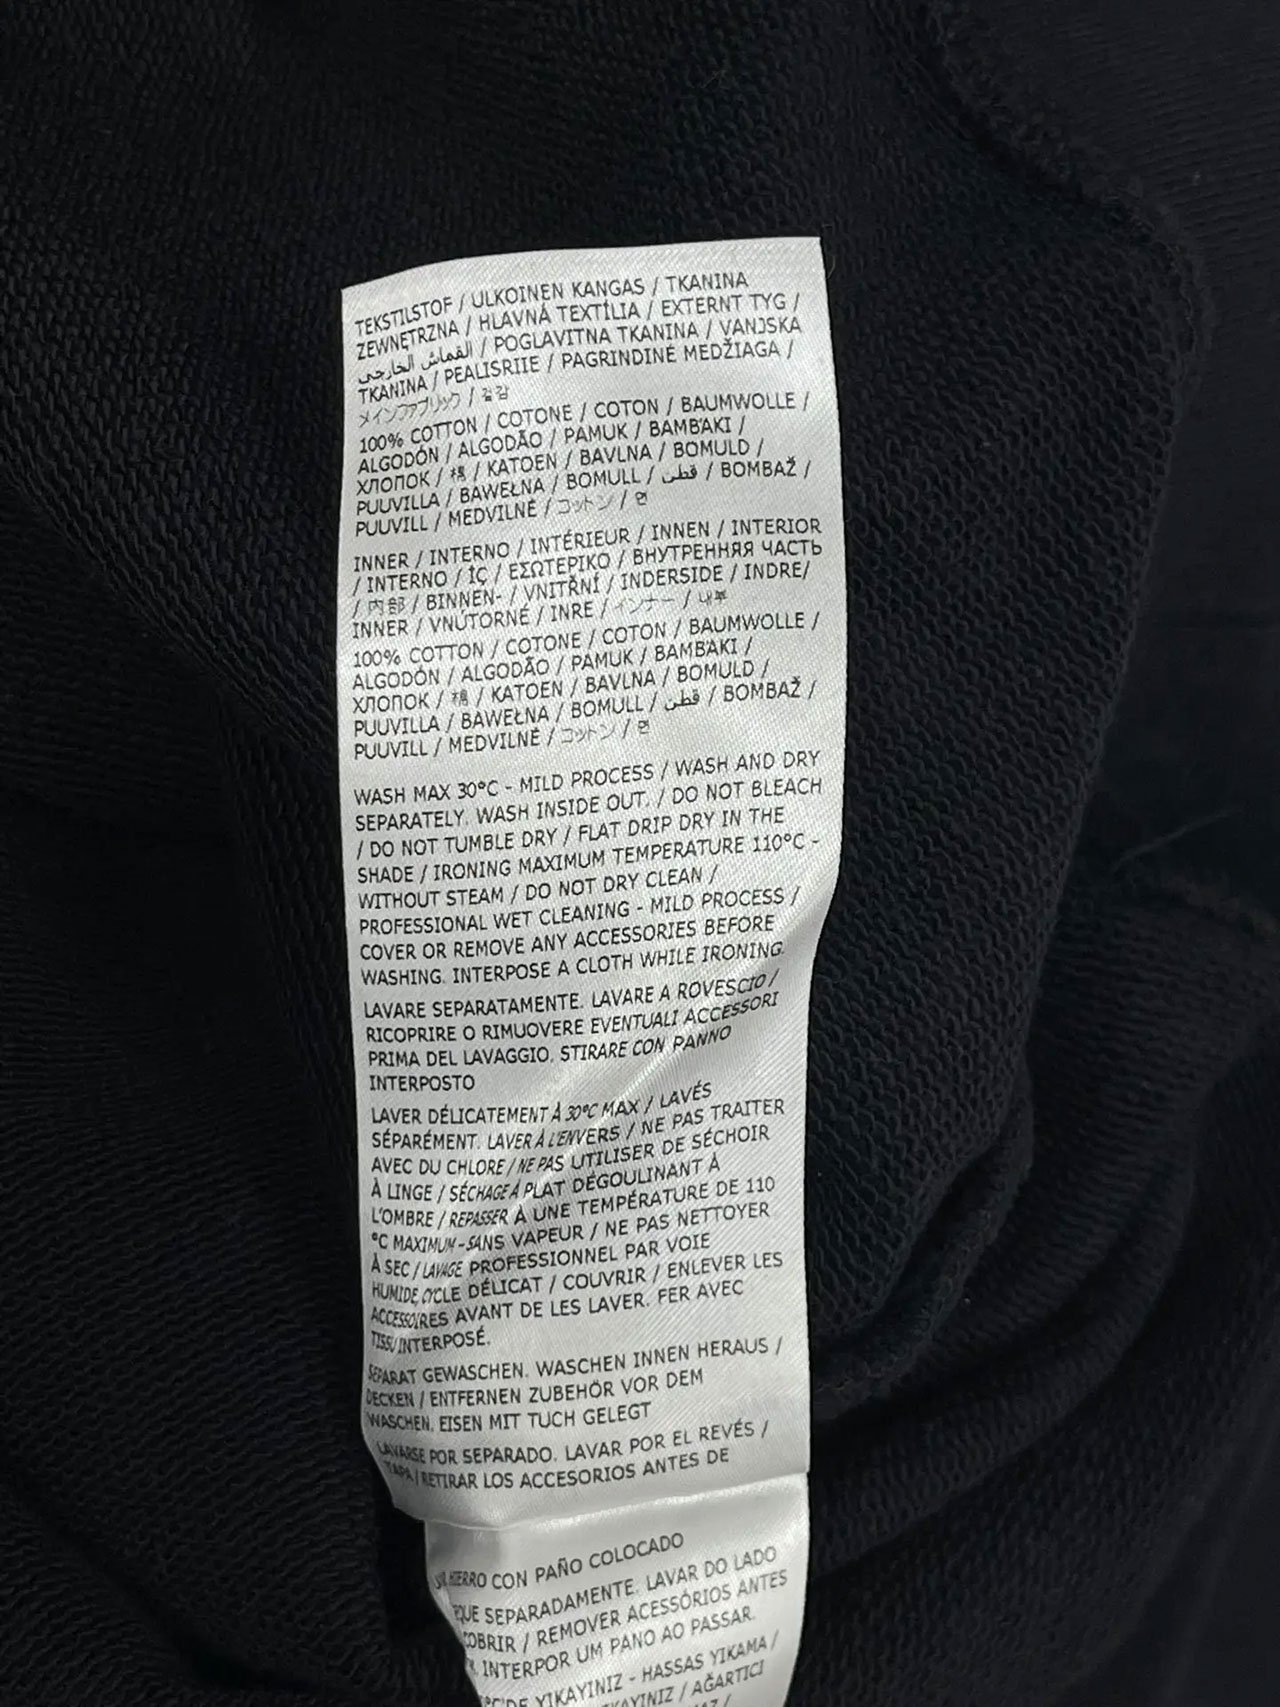 TEKSTILSTOF / ULKOINEN KANGAS / TKANINA
ZEWNĘTRZNA / HLAVNÁ TEXTÍLIA / EXTERNT TYG /
القماش الخارجي / POGLAVITNA TKANINA / VANJSKA
TKANINA / PEALISRIIE / PAGRINDINĖ MEDŽIAGA /
メインファブリック / 겉감
100% COTTON / COTONE / COTON / BAUMWOLLE /
ALGODÓN / ALGODÃO / PAMUK / ΒΑΜΒΆΚΙ /
ХЛОПОК / 棉 / KATOEN / BAVLNA / BOMULD /
PUUVILLA / BAWEŁNA / BOMULL / قطن / BOMBAŽ /
PUUVILL / MEDVILNĖ / コットン / 면
INNER / INTERNO / INTÉRIEUR / INNEN / INTERIOR
/ INTERNO / İÇ / ΕΣΩΤΕΡΙΚΟ / ВНУТРЕННЯЯ ЧАСТЬ
/ 内部 / BINNEN- / VNITŘNÍ / INDERSIDE / INDRE/
INNER / VNÚTORNÉ / INRE / インナー / 내부
100% COTTON / COTONE / COTON / BAUMWOLLE /
ALGODÓN / ALGODÃO / PAMUK / ΒΑΜΒΆΚΙ /
ХЛОПОК / 棉 / KATOEN / BAVLNA / BOMULD /
PUUVILLA / BAWEŁNA / BOMULL / قطن / BOMBAŽ /
PUUVILL / MEDVILNĖ / コットン / 면
WASH MAX 30°C - MILD PROCESS / WASH AND DRY
SEPARATELY. WASH INSIDE OUT. / DO NOT BLEACH
/ DO NOT TUMBLE DRY / FLAT DRIP DRY IN THE
SHADE / IRONING MAXIMUM TEMPERATURE 110°C -
WITHOUT STEAM / DO NOT DRY CLEAN /
PROFESSIONAL WET CLEANING - MILD PROCESS /
COVER OR REMOVE ANY ACCESSORIES BEFORE
WASHING. INTERPOSE A CLOTH WHILE IRONING.
LAVARE SEPARATAMENTE. LAVARE A ROVESCIO /
RICOPRIRE O RIMUOVERE EVENTUALI ACCESSORI
PRIMA DEL LAVAGGIO. STIRARE CON PANNO
INTERPOSTO
LAVER DÉLICATEMENT À 30°C MAX / LAVÉS
SÉPARÉMENT. LAVER À L'ENVERS / NE PAS TRAITER
AVEC DU CHLORE / NE PAS UTILISER DE SÉCHOIR
À LINGE / SÉCHAGE À PLAT DÉGOULINANT À
L'OMBRE / REPASSER À UNE TEMPÉRATURE DE 110
°C MAXIMUM - SANS VAPEUR / NE PAS NETTOYER
À SEC / LAVAGE PROFESSIONNEL PAR VOIE
HUMIDE, CYCLE DÉLICAT / COUVRIR / ENLEVER LES
ACCESSOIRES AVANT DE LES LAVER. FER AVEC
TISSU INTERPOSÉ.
SEPARAT GEWASCHEN. WASCHEN INNEN HERAUS /
DECKEN / ENTFERNEN ZUBEHÖR VOR DEM
WASCHEN. EISEN MIT TUCH GELEGT
LAVARSE POR SEPARADO. LAVAR POR EL REVÉS /
TAPA / RETIRAR LOS ACCESORIOS ANTES DE
HIERRO CON PAÑO COLOCADO
QUE SEPARADAMENTE. LAVAR DO LADO
OBRIR / REMOVER ACESSÓRIOS ANTES
INTERPOR UM PANO AO PASSAR.
°C'DE YIKAYINIZ - HASSAS YIKAMA /
YIKAYINIZ / AĞARTICI